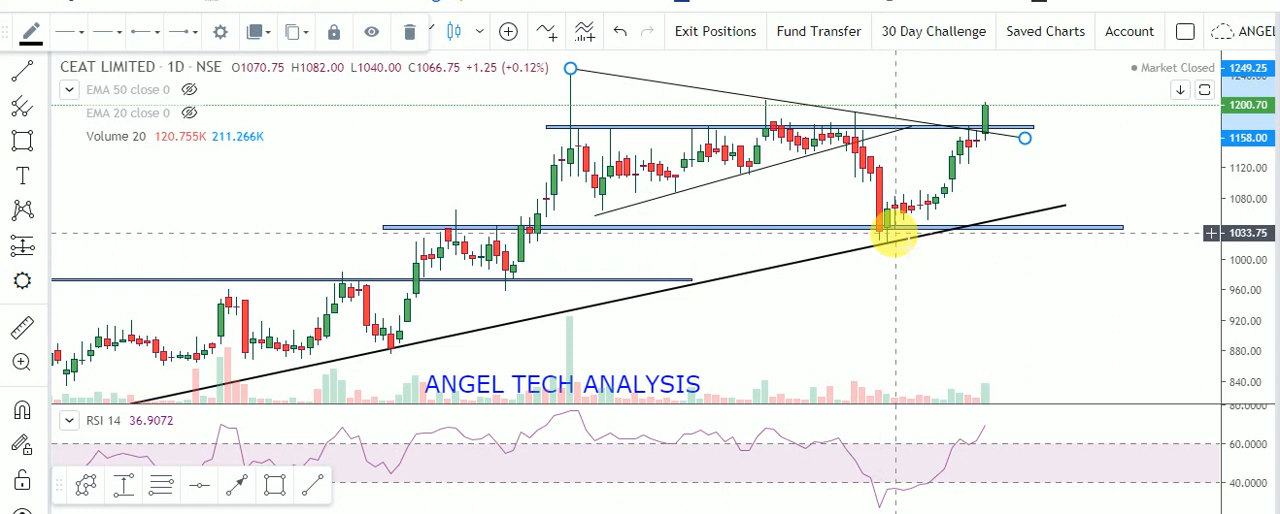 Exit Positions Fund Transfer 30 Day Challenge Saved Charts Account ANGEL
CEAT LIMITED · 1D · NSE O1070.75 H1082.00 L1040.00 C1066.75 +1.25 (+0.12%)
Market Closed
1249.25
EMA 50 close 0
1200.70
EMA 20 close 0
Volume 20 120.755K 211.266K
1158.00
1120.00
1080.00
1033.75
1000.00
960.00
920.00
880.00
ANGEL TECH ANALYSIS
840.00
80.0000
RSI 14 36.9072
60.0000
40.0000